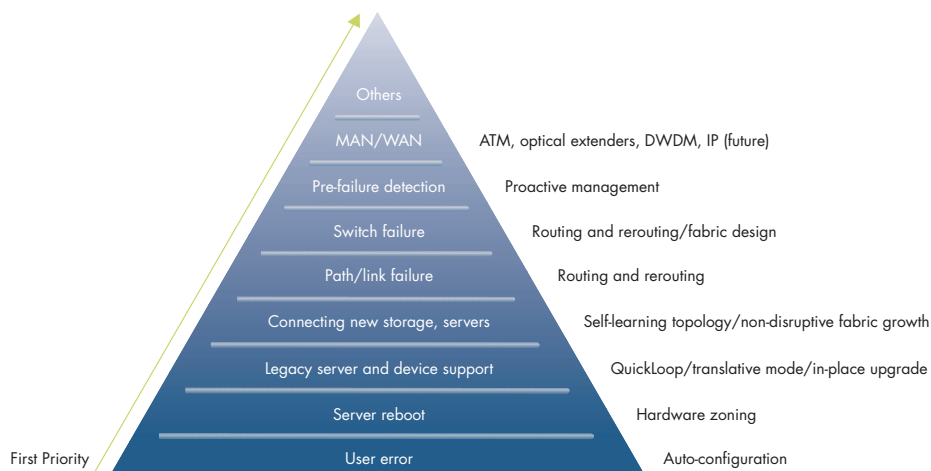 Others
MAN/WAN ATM, optical extenders, DWDM, IP (future)
Pre-failure detection Proactive management
Switch failure Routing and rerouting/fabric design
Path/link failure Routing and rerouting
Connecting new storage, servers Self-learning topology/non-disruptive fabric growth
Legacy server and device support QuickLoop/translative mode/in-place upgrade
Server reboot Hardware zoning
First Priority User error Auto-configuration